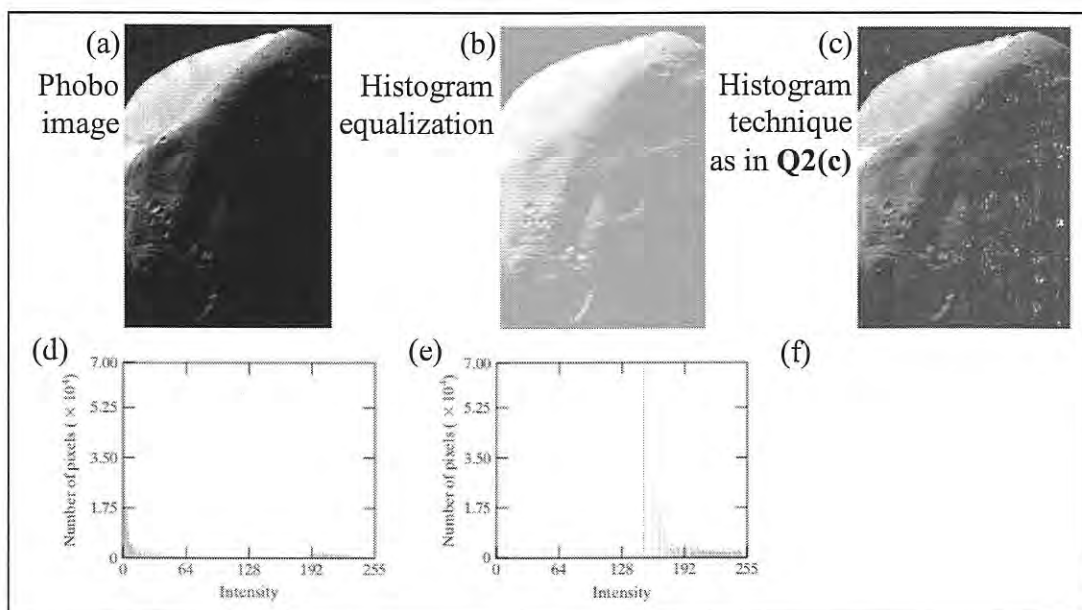 (a)
Phobo
image
(b)
Histogram
equalization
(c)
Histogram
technique
as in Q2(c)
(d)
7.00
5.25
3.50
1.75
0
Number of pixels ( × 10⁴)
0 64 128 192 255
Intensity
(e)
7.00
5.25
3.50
1.75
0
Number of pixels ( × 10⁴)
0 64 128 192 255
Intensity
(f)